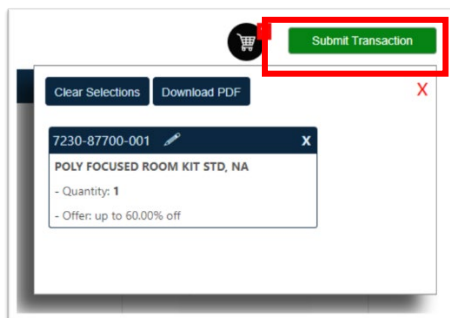 Submit Transaction
Clear Selections Download PDF X
7230-87700-001 X
POLY FOCUSED ROOM KIT STD, NA
- Quantity: 1
- Offer: up to 60.00% off